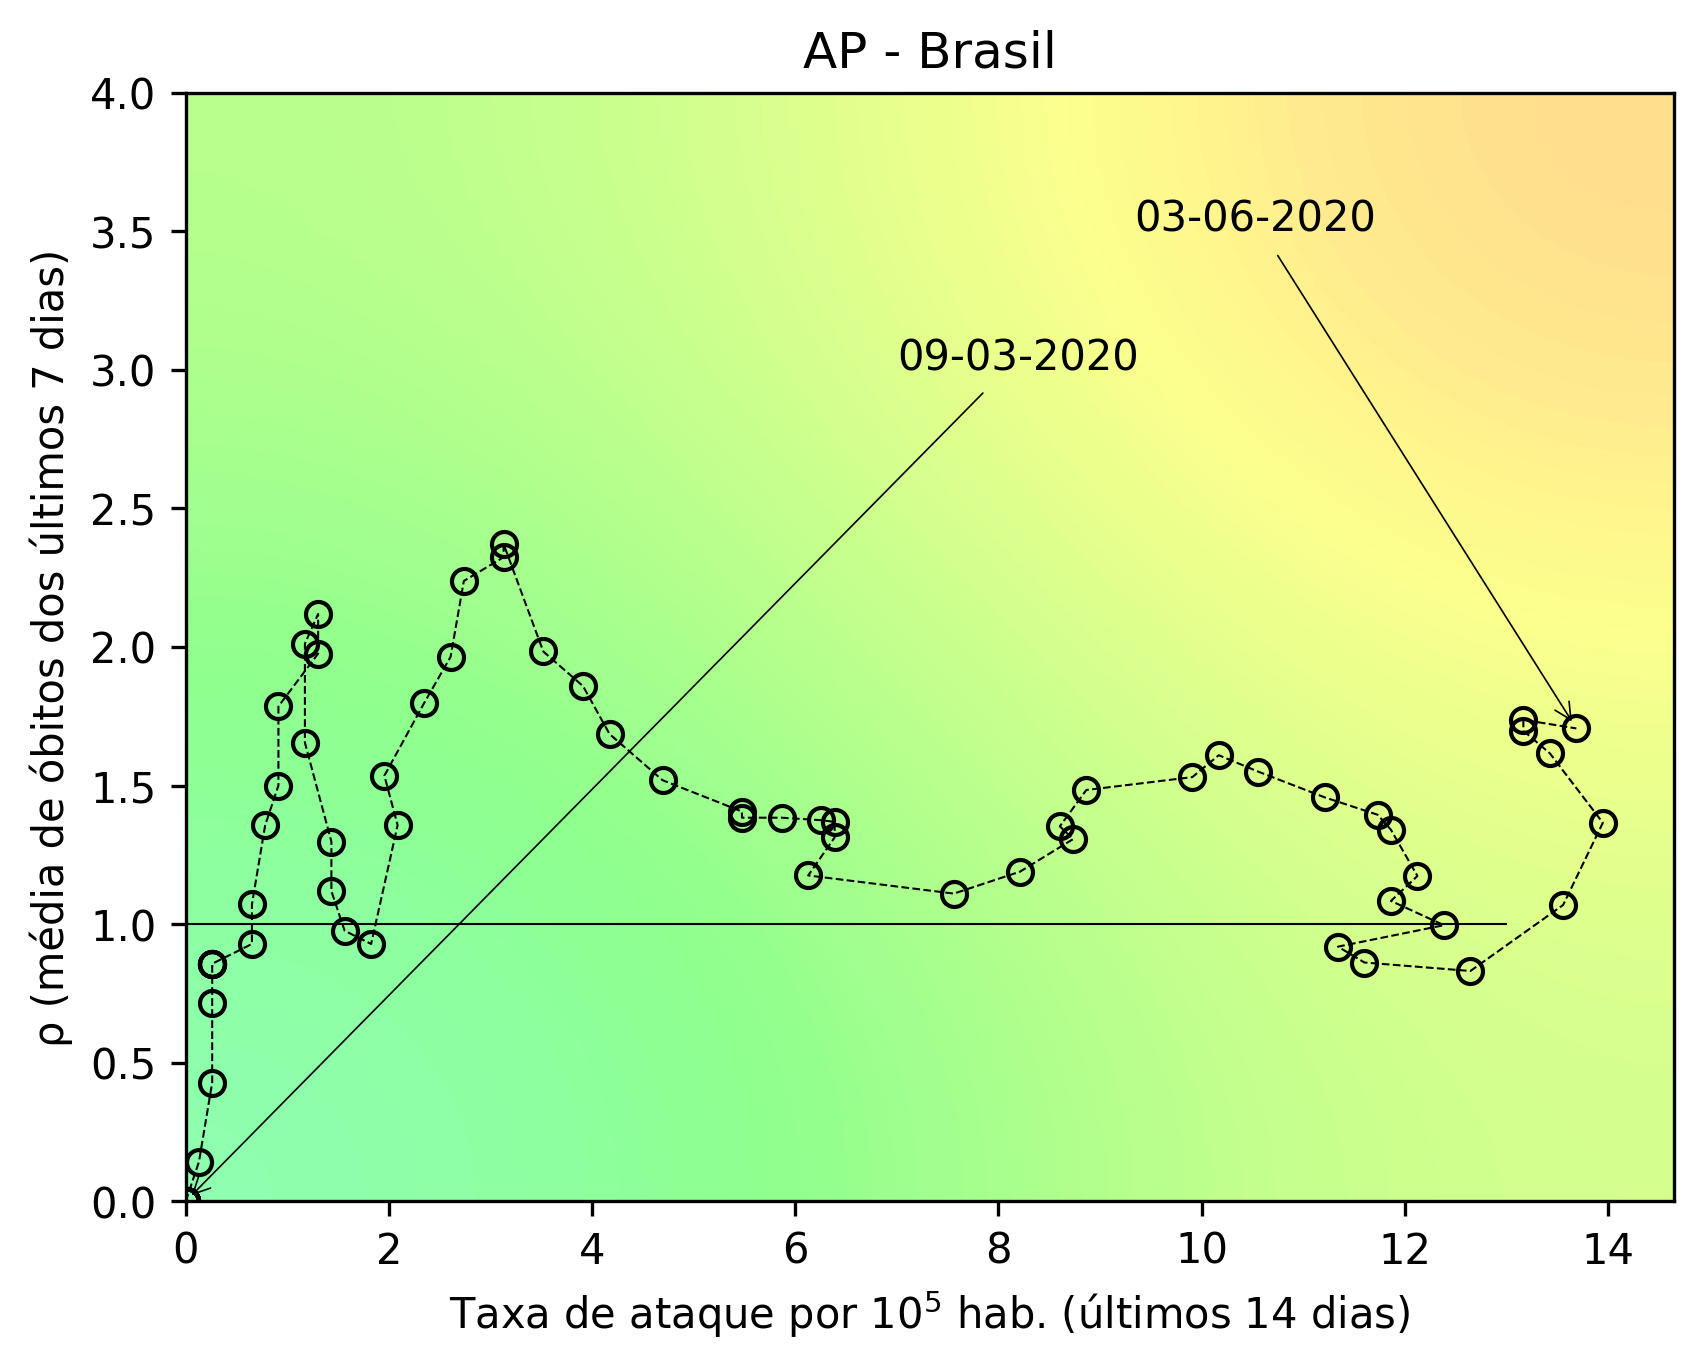 AP - Brasil
4.0
3.5
3.0
2.5
2.0
1.5
1.0
0.5
0.0
ρ (média de óbitos dos últimos 7 dias)
03-06-2020
09-03-2020
0 2 4 6 8 10 12 14
Taxa de ataque por 10⁵ hab. (últimos 14 dias)